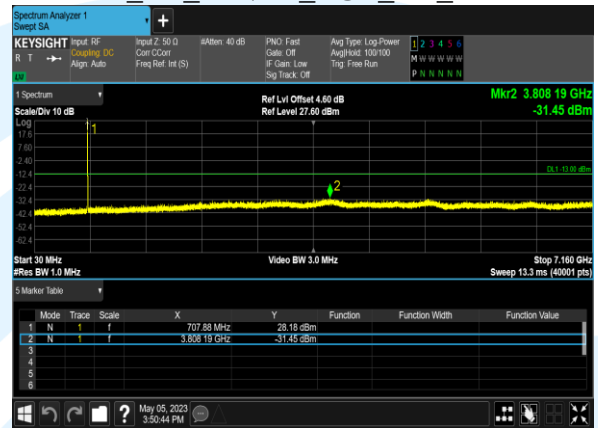 Spectrum Analyzer 1
Swept SA
KEYSIGHT Input: RF Input Z: 50 Ω #Atten: 40 dB PNO: Fast Avg Type: Log-Power 1 2 3 4 5 6
R T Coupling: DC Corr CCorr Gate: Off Avg|Hold: 100/100 M W W W W W
Align: Auto Freq Ref: Int (S) IF Gain: Low Trig: Free Run
Sig Track: Off P N N N N N
1 Spectrum Ref Lvl Offset 4.60 dB Mkr2 3.808 19 GHz
Scale/Div 10 dB Ref Level 27.60 dBm -31.45 dBm
Log
17.6
7.60
-2.40
-12.4
-22.4
-32.4
-42.4
-52.4
-62.4
1
DL1 -13.00 dBm
2
Start 30 MHz Video BW 3.0 MHz Stop 7.160 GHz
#Res BW 1.0 MHz Sweep 13.3 ms (40001 pts)
5 Marker Table
Mode Trace Scale X Y Function Function Width Function Value
1 N 1 f 707.88 MHz 28.18 dBm
2 N 1 f 3.808 19 GHz -31.45 dBm
3
4
5
6
? May 05, 2023
3:50:44 PM